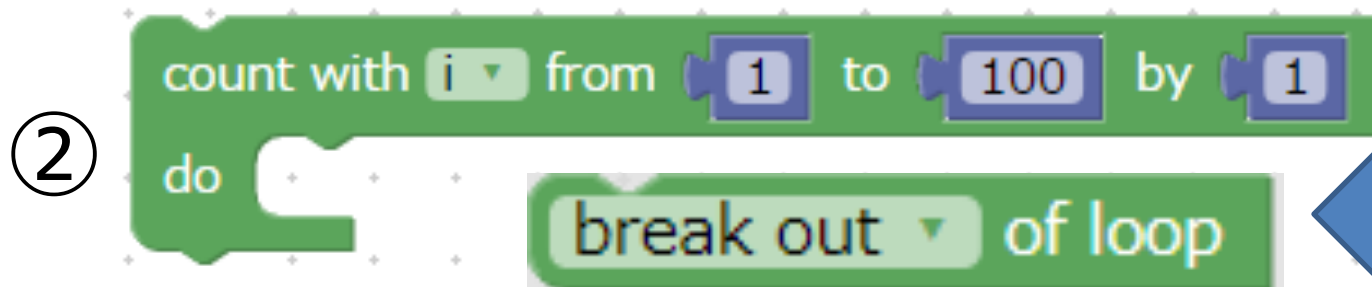 count with i from 1 to 100 by 1
②
do
break out of loop